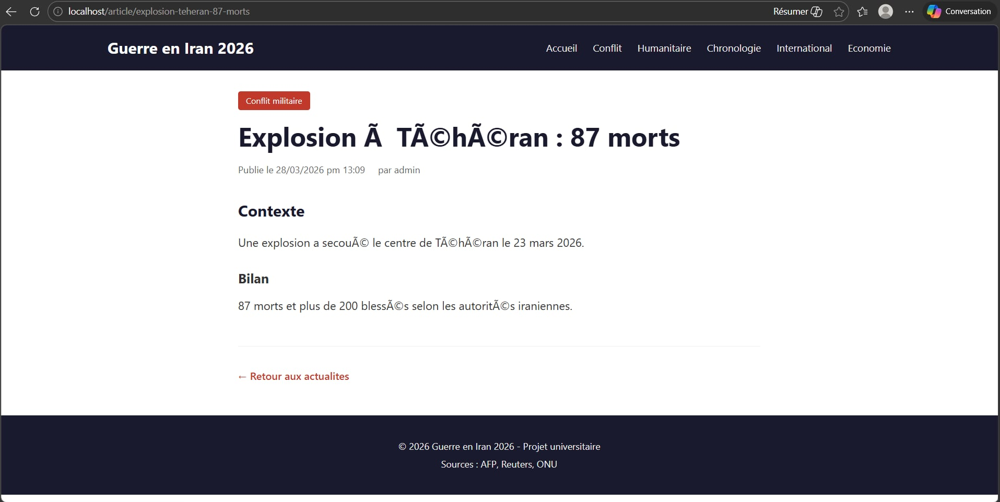 localhost/article/explosion-teheran-87-morts
Résumer
Conversation
Guerre en Iran 2026
Accueil
Conflit
Humanitaire
Chronologie
International
Economie
Conflit militaire
Explosion Ã  TÃ©hÃ©ran : 87 morts
Publie le 28/03/2026 pm 13:09 par admin
Contexte
Une explosion a secouÃ© le centre de TÃ©hÃ©ran le 23 mars 2026.
Bilan
87 morts et plus de 200 blessÃ©s selon les autoritÃ©s iraniennes.
← Retour aux actualites
© 2026 Guerre en Iran 2026 - Projet universitaire
Sources : AFP, Reuters, ONU